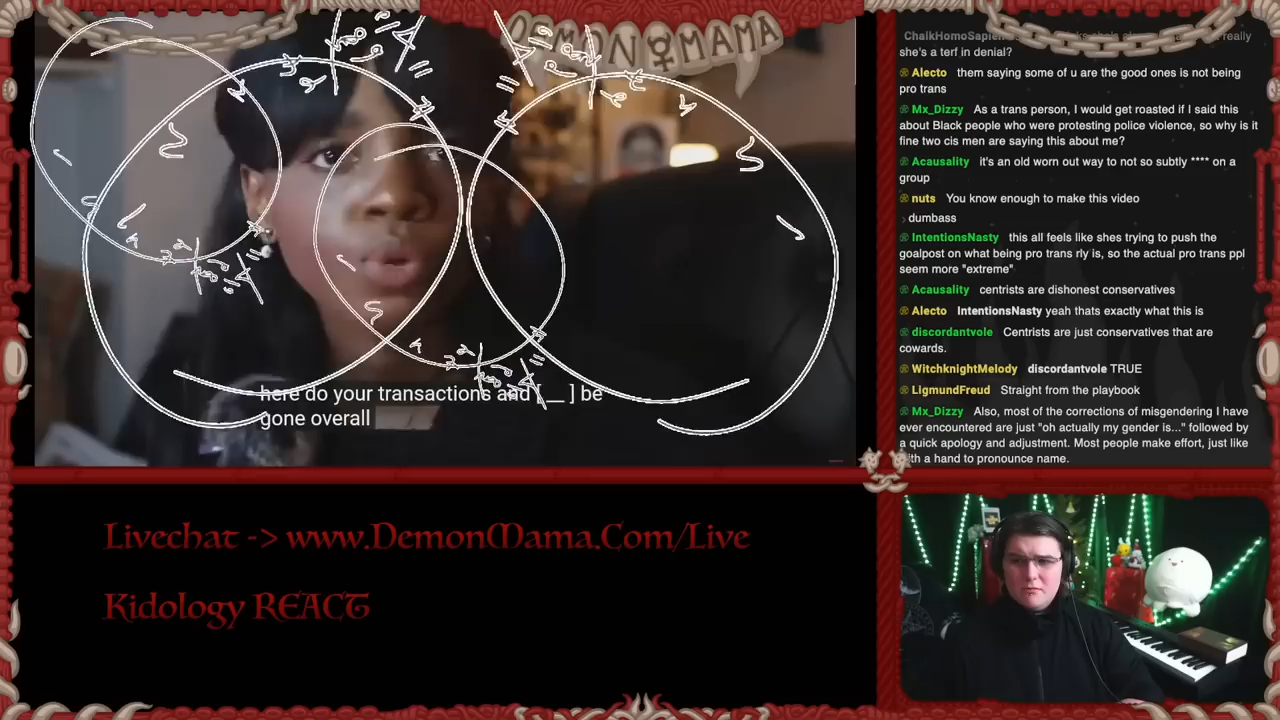 DEMON MAMA
here do your transactions and [ __ ] be
gone overall
ChalkHomoSapien
she's a terf in denial?
Alecto them saying some of u are the good ones is not being
pro trans
Mx_Dizzy As a trans person, I would get roasted if I said this
about Black people who were protesting police violence, so why is it
fine two cis men are saying this about me?
Acausality it's an old worn out way to not so subtly **** on a
group
nuts You know enough to make this video
dumbass
IntentionsNasty this all feels like shes trying to push the
goalpost on what being pro trans rly is, so the actual pro trans ppl
seem more "extreme"
Acausality centrists are dishonest conservatives
Alecto IntentionsNasty yeah thats exactly what this is
discordantvole Centrists are just conservatives that are
cowards.
WitchknightMelody discordantvole TRUE
LigmundFreud Straight from the playbook
Mx_Dizzy Also, most of the corrections of misgendering I have
ever encountered are just "oh actually my gender is..." followed by
a quick apology and adjustment. Most people make effort, just like
with a hand to pronounce name.
Livechat -> www.DemonMama.Com/Live
Kidology REACT